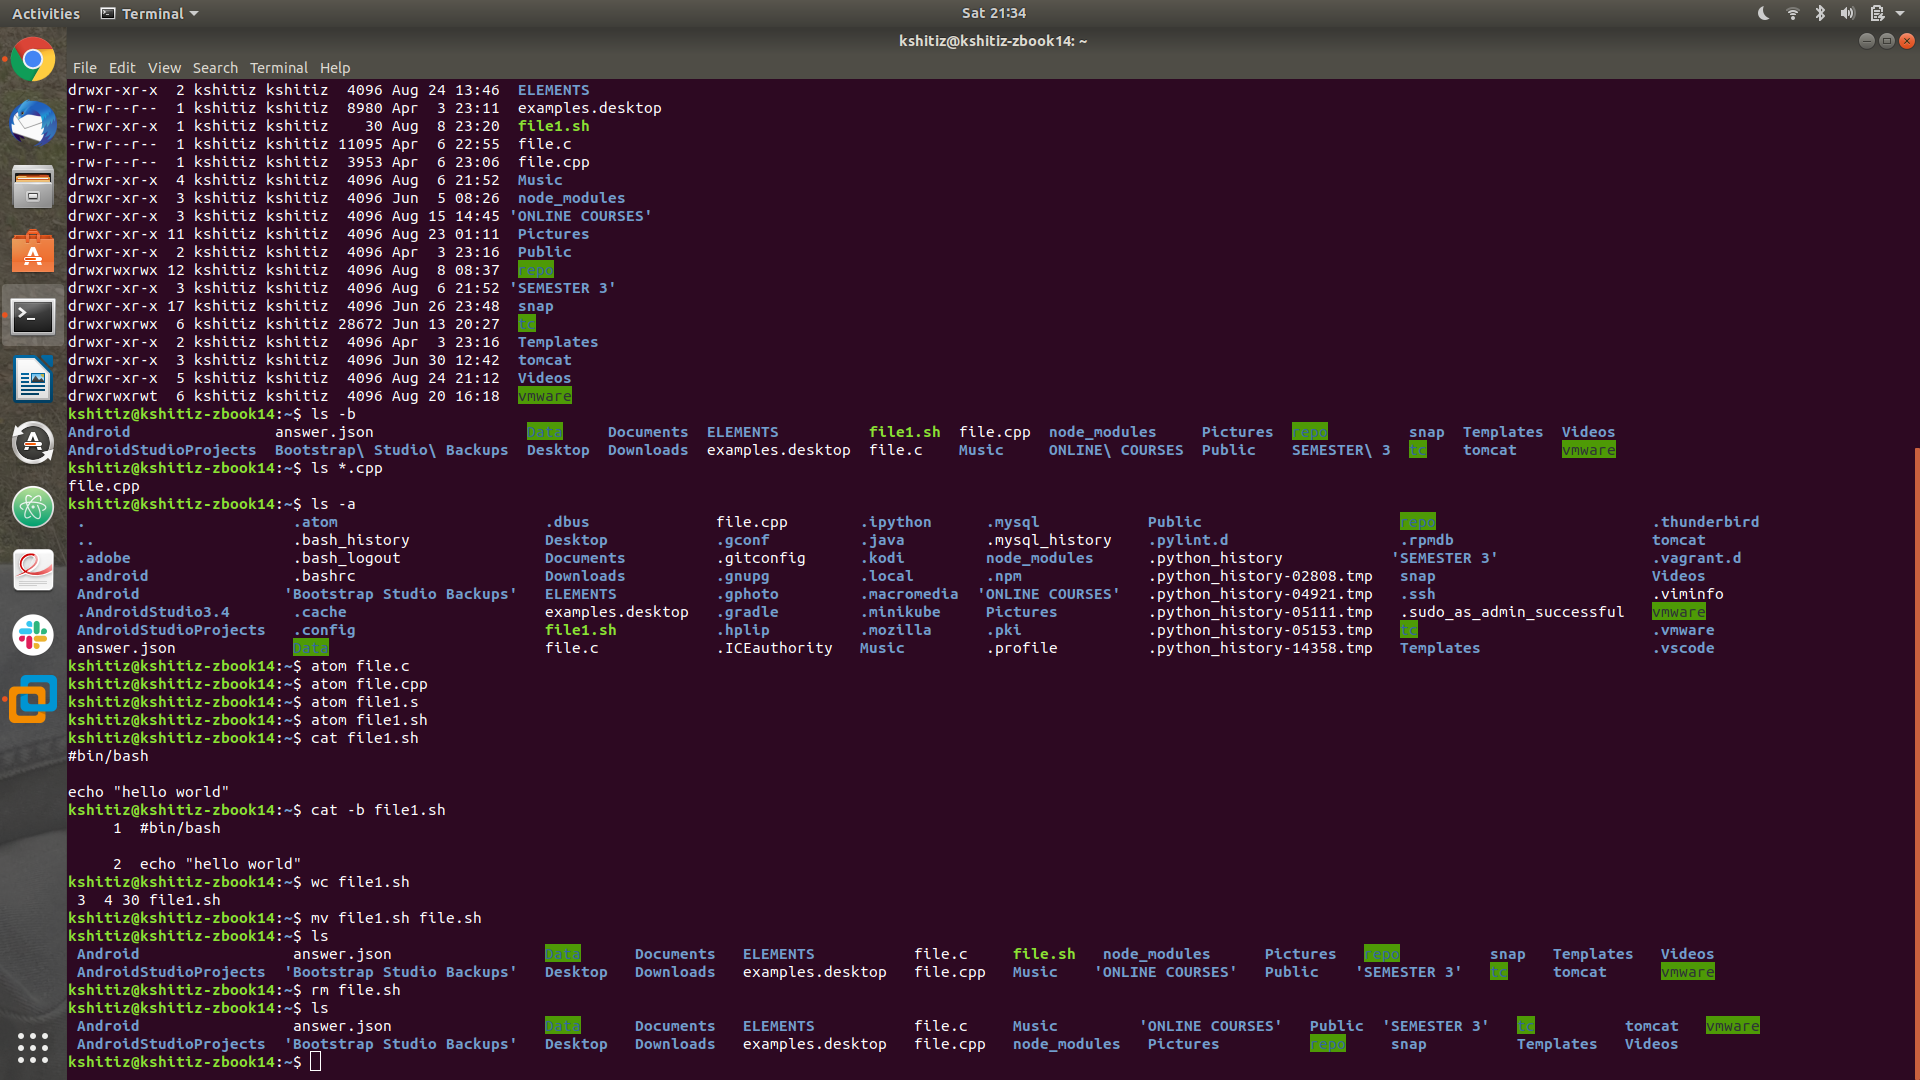 Activities Terminal Sat 21:34
kshitiz@kshitiz-zbook14: ~
File Edit View Search Terminal Help
drwxr-xr-x  2 kshitiz kshitiz  4096 Aug 24 13:46  ELEMENTS
-rw-r--r--  1 kshitiz kshitiz  8980 Apr  3 23:11  examples.desktop
-rwxr-xr-x  1 kshitiz kshitiz    30 Aug  8 23:20  file1.sh
-rw-r--r--  1 kshitiz kshitiz 11095 Apr  6 22:55  file.c
-rw-r--r--  1 kshitiz kshitiz  3953 Apr  6 23:06  file.cpp
drwxr-xr-x  4 kshitiz kshitiz  4096 Aug  6 21:52  Music
drwxr-xr-x  3 kshitiz kshitiz  4096 Jun  5 08:26  node_modules
drwxr-xr-x  3 kshitiz kshitiz  4096 Aug 15 14:45 'ONLINE COURSES'
drwxr-xr-x 11 kshitiz kshitiz  4096 Aug 23 01:11  Pictures
drwxr-xr-x  2 kshitiz kshitiz  4096 Apr  3 23:16  Public
drwxrwxrwx 12 kshitiz kshitiz  4096 Aug  8 08:37  repo
drwxr-xr-x  3 kshitiz kshitiz  4096 Aug  6 21:52 'SEMESTER 3'
drwxr-xr-x 17 kshitiz kshitiz  4096 Jun 26 23:48  snap
drwxrwxrwx  6 kshitiz kshitiz 28672 Jun 13 20:27  tc
drwxr-xr-x  2 kshitiz kshitiz  4096 Apr  3 23:16  Templates
drwxr-xr-x  3 kshitiz kshitiz  4096 Jun 30 12:42  tomcat
drwxr-xr-x  5 kshitiz kshitiz  4096 Aug 24 21:12  Videos
drwxrwxrwt  6 kshitiz kshitiz  4096 Aug 20 16:18  vmware
kshitiz@kshitiz-zbook14:~$ ls -b
Android answer.json Data Documents ELEMENTS file1.sh file.cpp node_modules Pictures repo snap Templates Videos
AndroidStudioProjects Bootstrap\ Studio\ Backups Desktop Downloads examples.desktop file.c Music ONLINE\ COURSES Public SEMESTER\ 3 tc tomcat vmware
kshitiz@kshitiz-zbook14:~$ ls *.cpp
file.cpp
kshitiz@kshitiz-zbook14:~$ ls -a
. .atom .dbus file.cpp .ipython .mysql Public repo .thunderbird
.. .bash_history Desktop .gconf .java .mysql_history .pylint.d .rpmdb tomcat
.adobe .bash_logout Documents .gitconfig .kodi node_modules .python_history 'SEMESTER 3' .vagrant.d
.android .bashrc Downloads .gnupg .local .npm .python_history-02808.tmp snap Videos
Android 'Bootstrap Studio Backups' ELEMENTS .gphoto .macromedia 'ONLINE COURSES' .python_history-04921.tmp .ssh .viminfo
.AndroidStudio3.4 .cache examples.desktop .gradle .minikube Pictures .python_history-05111.tmp .sudo_as_admin_successful vmware
AndroidStudioProjects .config file1.sh .hplip .mozilla .pki .python_history-05153.tmp tc .vmware
answer.json Data file.c .ICEauthority Music .profile .python_history-14358.tmp Templates .vscode
kshitiz@kshitiz-zbook14:~$ atom file.c
kshitiz@kshitiz-zbook14:~$ atom file.cpp
kshitiz@kshitiz-zbook14:~$ atom file1.s
kshitiz@kshitiz-zbook14:~$ atom file1.sh
kshitiz@kshitiz-zbook14:~$ cat file1.sh
#bin/bash
echo "hello world"
kshitiz@kshitiz-zbook14:~$ cat -b file1.sh
1 #bin/bash
2 echo "hello world"
kshitiz@kshitiz-zbook14:~$ wc file1.sh
3  4 30 file1.sh
kshitiz@kshitiz-zbook14:~$ mv file1.sh file.sh
kshitiz@kshitiz-zbook14:~$ ls
Android answer.json Data Documents ELEMENTS file.c file.sh node_modules Pictures repo snap Templates Videos
AndroidStudioProjects 'Bootstrap Studio Backups' Desktop Downloads examples.desktop file.cpp Music 'ONLINE COURSES' Public 'SEMESTER 3' tc tomcat vmware
kshitiz@kshitiz-zbook14:~$ rm file.sh
kshitiz@kshitiz-zbook14:~$ ls
Android answer.json Data Documents ELEMENTS file.c Music 'ONLINE COURSES' Public 'SEMESTER 3' tc tomcat vmware
AndroidStudioProjects 'Bootstrap Studio Backups' Desktop Downloads examples.desktop file.cpp node_modules Pictures repo snap Templates Videos
kshitiz@kshitiz-zbook14:~$